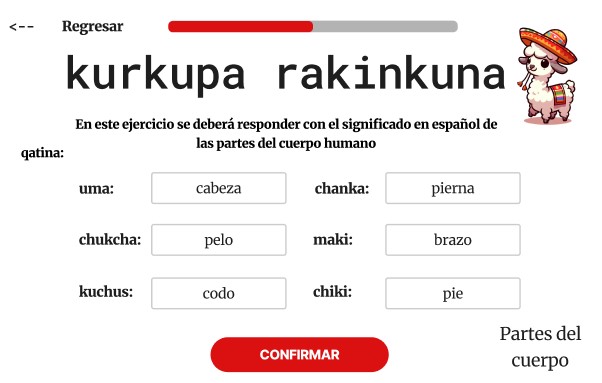 <-- Regresar
kurkupa rakinkuna
En este ejercicio se deberá responder con el significado en español de
las partes del cuerpo humano
qatina:
uma: cabeza chanka: pierna
chukcha: pelo maki: brazo
kuchus: codo chiki: pie
CONFIRMAR
Partes del
cuerpo